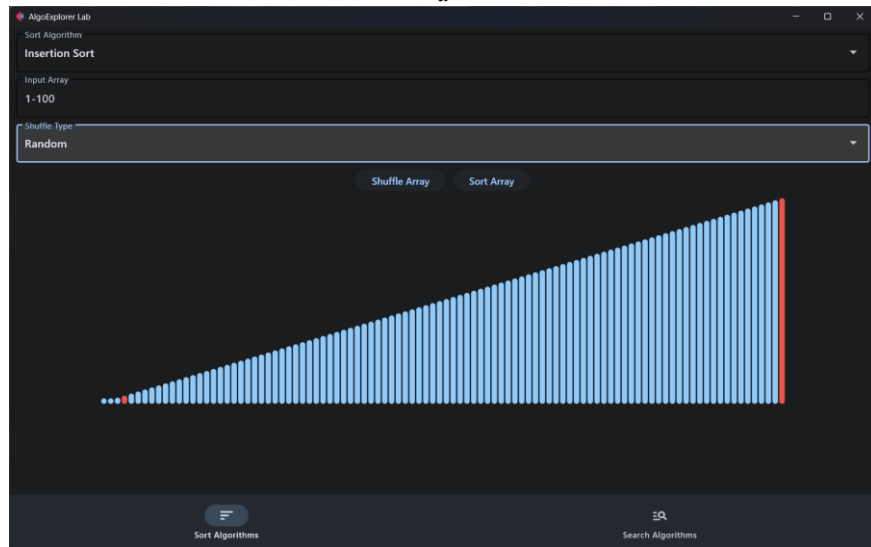 AlgoExplorer Lab
Sort Algorithm
Insertion Sort
Input Array
1-100
Shuffle Type
Random
Shuffle Array Sort Array
Sort Algorithms Search Algorithms